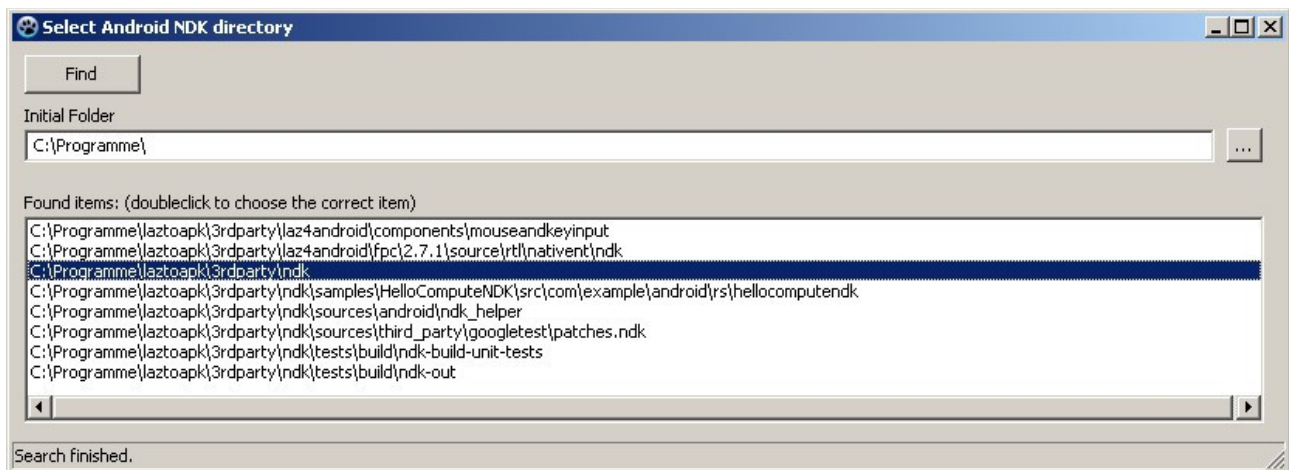 Select Android NDK directory
Find
Initial Folder
C:\Programme\
...
Found items: (doubleclick to choose the correct item)
C:\Programme\laztoapk\3rdparty\laz4android\components\mouseandkeyinput
C:\Programme\laztoapk\3rdparty\laz4android\fpc\2.7.1\source\rtl\nativent\ndk
C:\Programme\laztoapk\3rdparty\ndk
C:\Programme\laztoapk\3rdparty\ndk\samples\HelloComputeNDK\src\com\example\android\rs\hellocomputendk
C:\Programme\laztoapk\3rdparty\ndk\sources\android\ndk_helper
C:\Programme\laztoapk\3rdparty\ndk\sources\third_party\googletest\patches.ndk
C:\Programme\laztoapk\3rdparty\ndk\tests\build\ndk-build-unit-tests
C:\Programme\laztoapk\3rdparty\ndk\tests\build\ndk-out
Search finished.